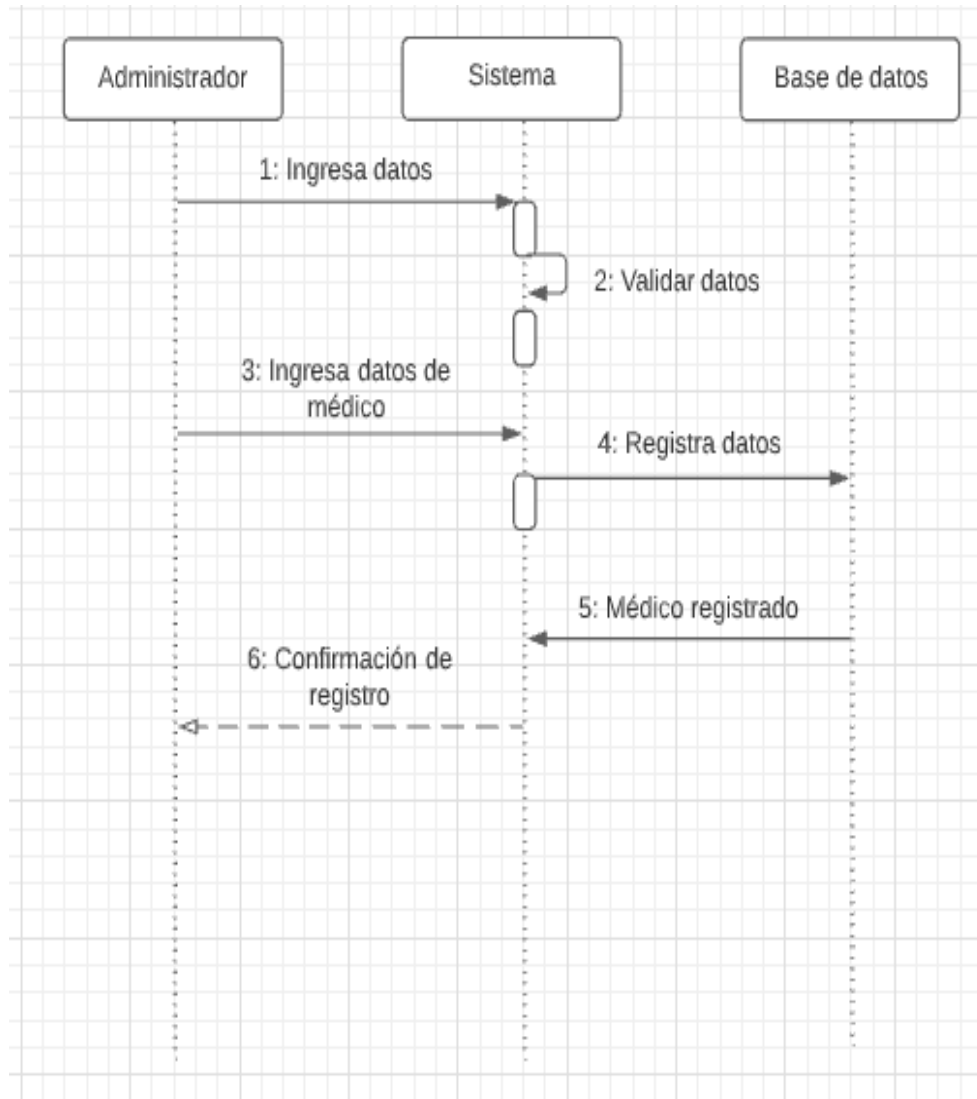 Administrador
Sistema
Base de datos
1: Ingresa datos
2: Validar datos
3: Ingresa datos de
médico
4: Registra datos
5: Médico registrado
6: Confirmación de
registro